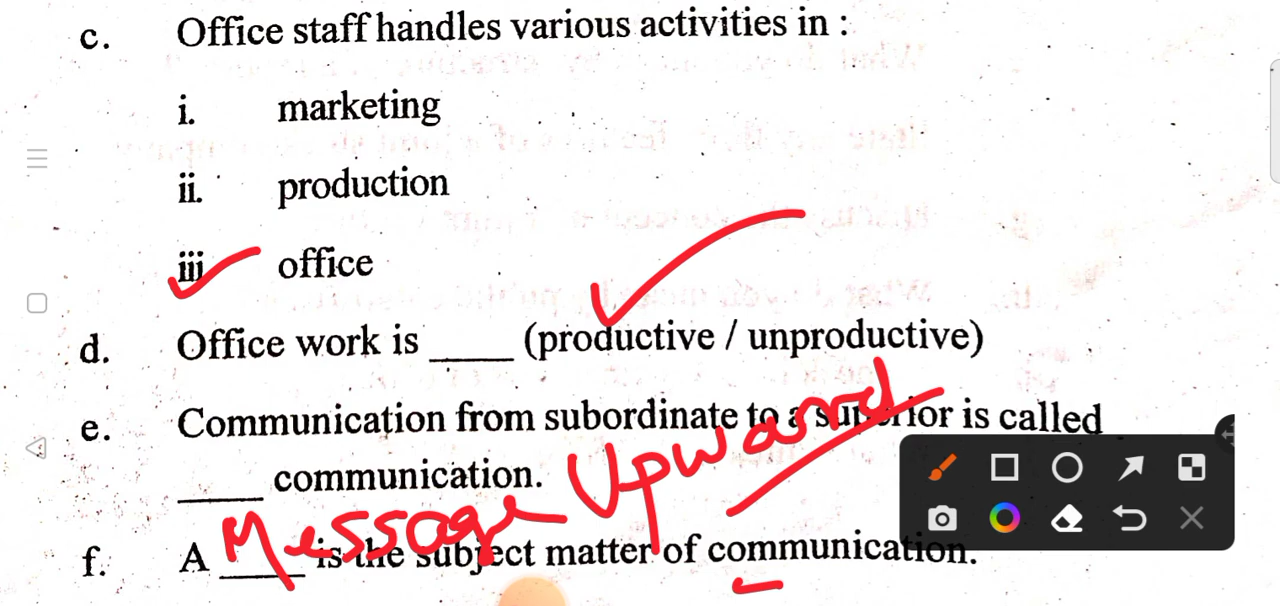 c. Office staff handles various activities in :
i. marketing
ii. production
iii office
d. Office work is ____ (productive / unproductive)
e. Communication from subordinate to a superior is called
____ communication. Upward
f. A ____ is the subject matter of communication.
Message